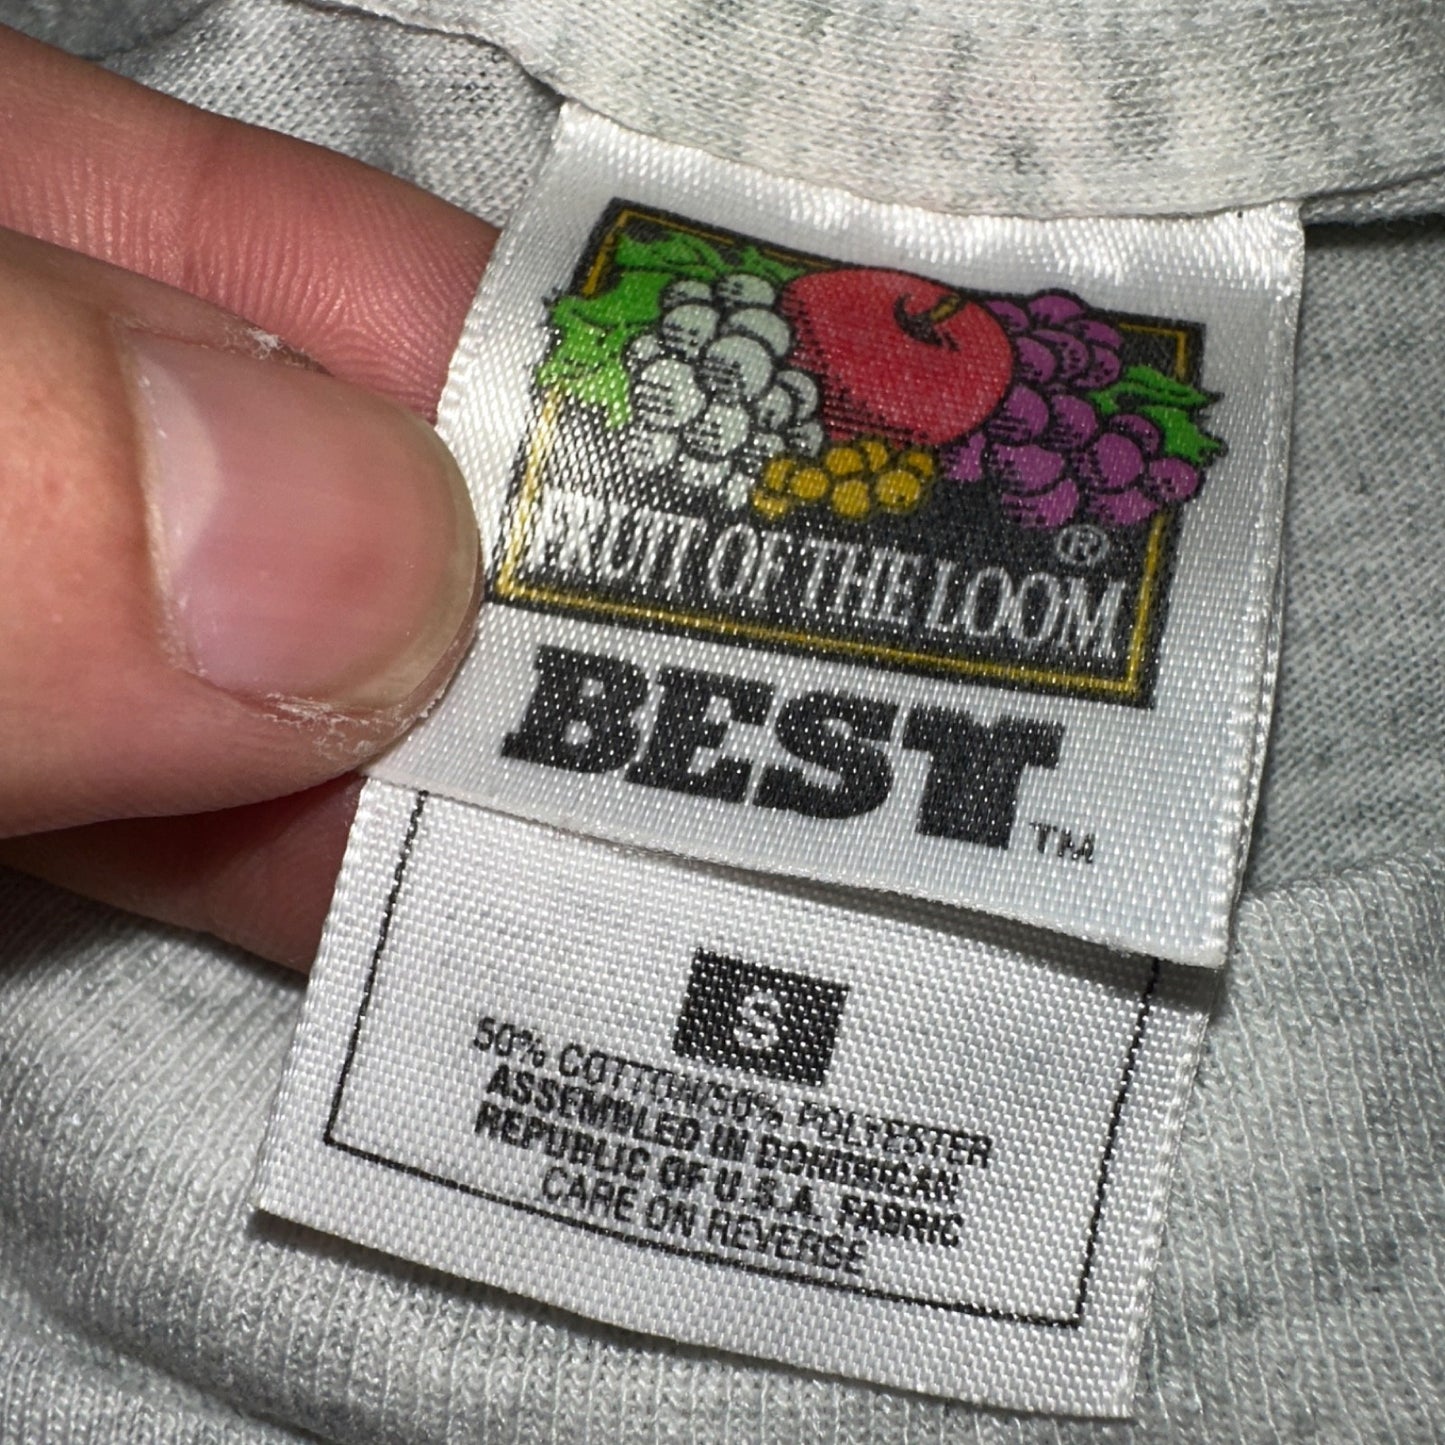 FRUIT OF THE LOOM®
BEST™
S
50% COTTON/50% POLYESTER
ASSEMBLED IN DOMINICAN
REPUBLIC OF U.S.A. FABRIC
CARE ON REVERSE